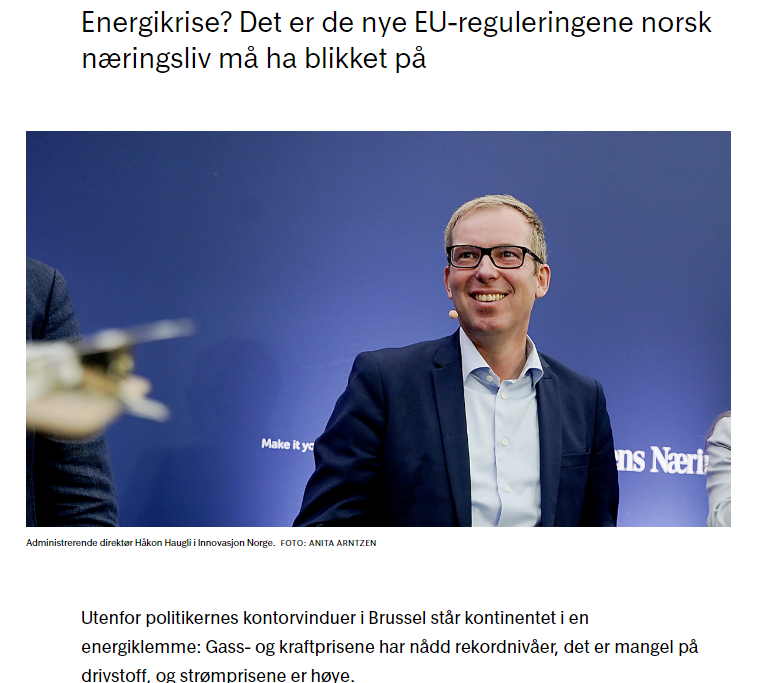 Energikrise? Det er de nye EU-reguleringene norsk
næringsliv må ha blikket på
Make it yo
ens Næri
Administrerende direktør Håkon Haugli i Innovasjon Norge. FOTO: ANITA ARNTZEN
Utenfor politikernes kontorvinduer i Brussel står kontinentet i en
energiklemme: Gass- og kraftprisene har nådd rekordnivåer, det er mangel på
drivstoff, og strømprisene er høye.